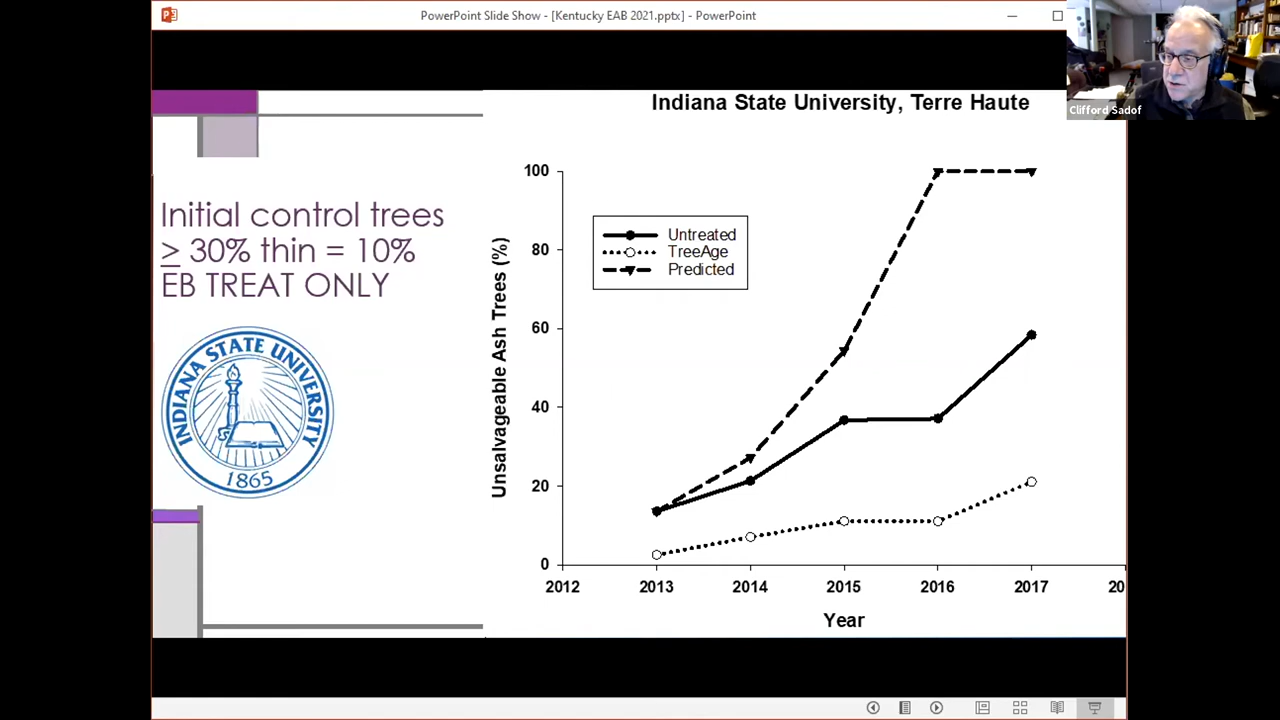 PowerPoint Slide Show - [Kentucky EAB 2021.pptx] - PowerPoint
Clifford Sadof
Indiana State University, Terre Haute
Initial control trees
> 30% thin = 10%
EB TREAT ONLY
INDIANA STATE UNIVERSITY
1865
Unsalvageable Ash Trees (%)
100
80
60
40
20
0
Untreated
TreeAge
Predicted
2012 2013 2014 2015 2016 2017 20
Year